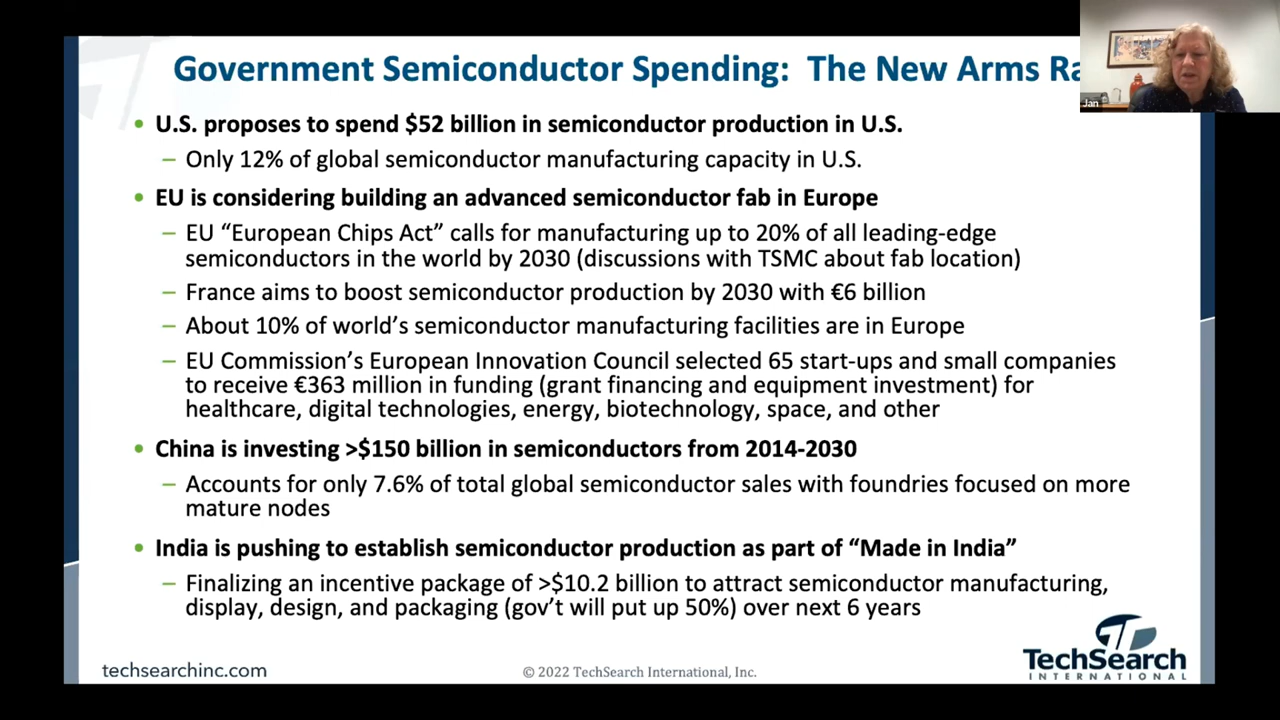 Government Semiconductor Spending: The New Arms Ra
Jan
• U.S. proposes to spend $52 billion in semiconductor production in U.S.
– Only 12% of global semiconductor manufacturing capacity in U.S.
• EU is considering building an advanced semiconductor fab in Europe
– EU “European Chips Act” calls for manufacturing up to 20% of all leading-edge
semiconductors in the world by 2030 (discussions with TSMC about fab location)
– France aims to boost semiconductor production by 2030 with €6 billion
– About 10% of world’s semiconductor manufacturing facilities are in Europe
– EU Commission’s European Innovation Council selected 65 start-ups and small companies
to receive €363 million in funding (grant financing and equipment investment) for
healthcare, digital technologies, energy, biotechnology, space, and other
• China is investing >$150 billion in semiconductors from 2014-2030
– Accounts for only 7.6% of total global semiconductor sales with foundries focused on more
mature nodes
• India is pushing to establish semiconductor production as part of “Made in India”
– Finalizing an incentive package of >$10.2 billion to attract semiconductor manufacturing,
display, design, and packaging (gov’t will put up 50%) over next 6 years
techsearchinc.com
© 2022 TechSearch International, Inc.
TechSearch
INTERNATIONAL